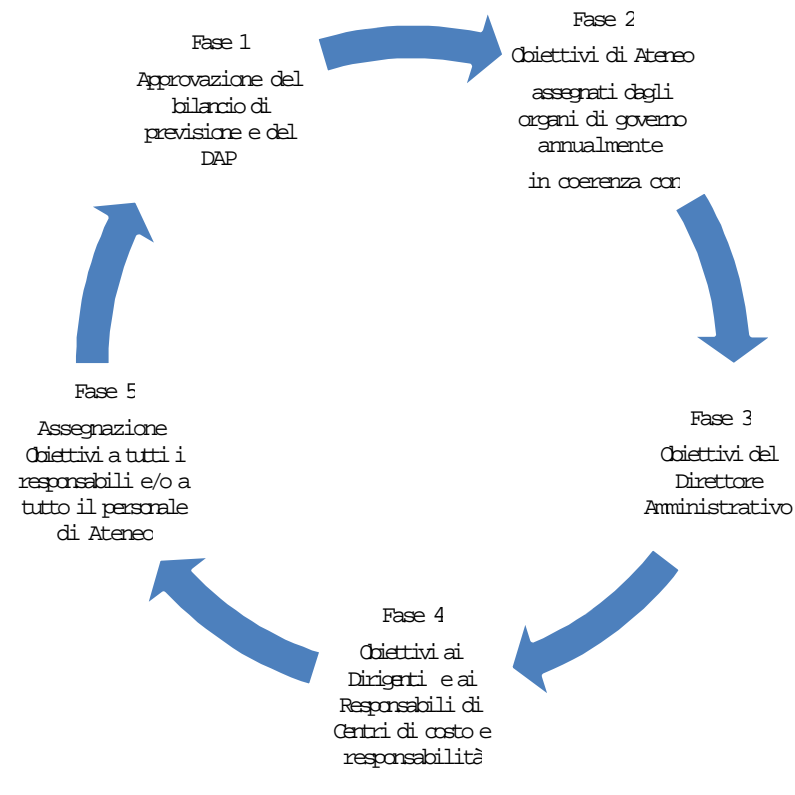 Fase 1
Approvazione del
bilancio di
previsione e del
DAP
Fase 2
Obiettivi di Ateneo
assegnati dagli
organi di governo
annualmente
in coerenza con
Fase 3
Obiettivi del
Direttore
Amministrativo
Fase 4
Obiettivi ai
Dirigenti e ai
Responsabili di
Centri di costo e
responsabilità
Fase 5
Assegnazione
Obiettivi a tutti i
responsabili e/o a
tutto il personale
di Ateneo